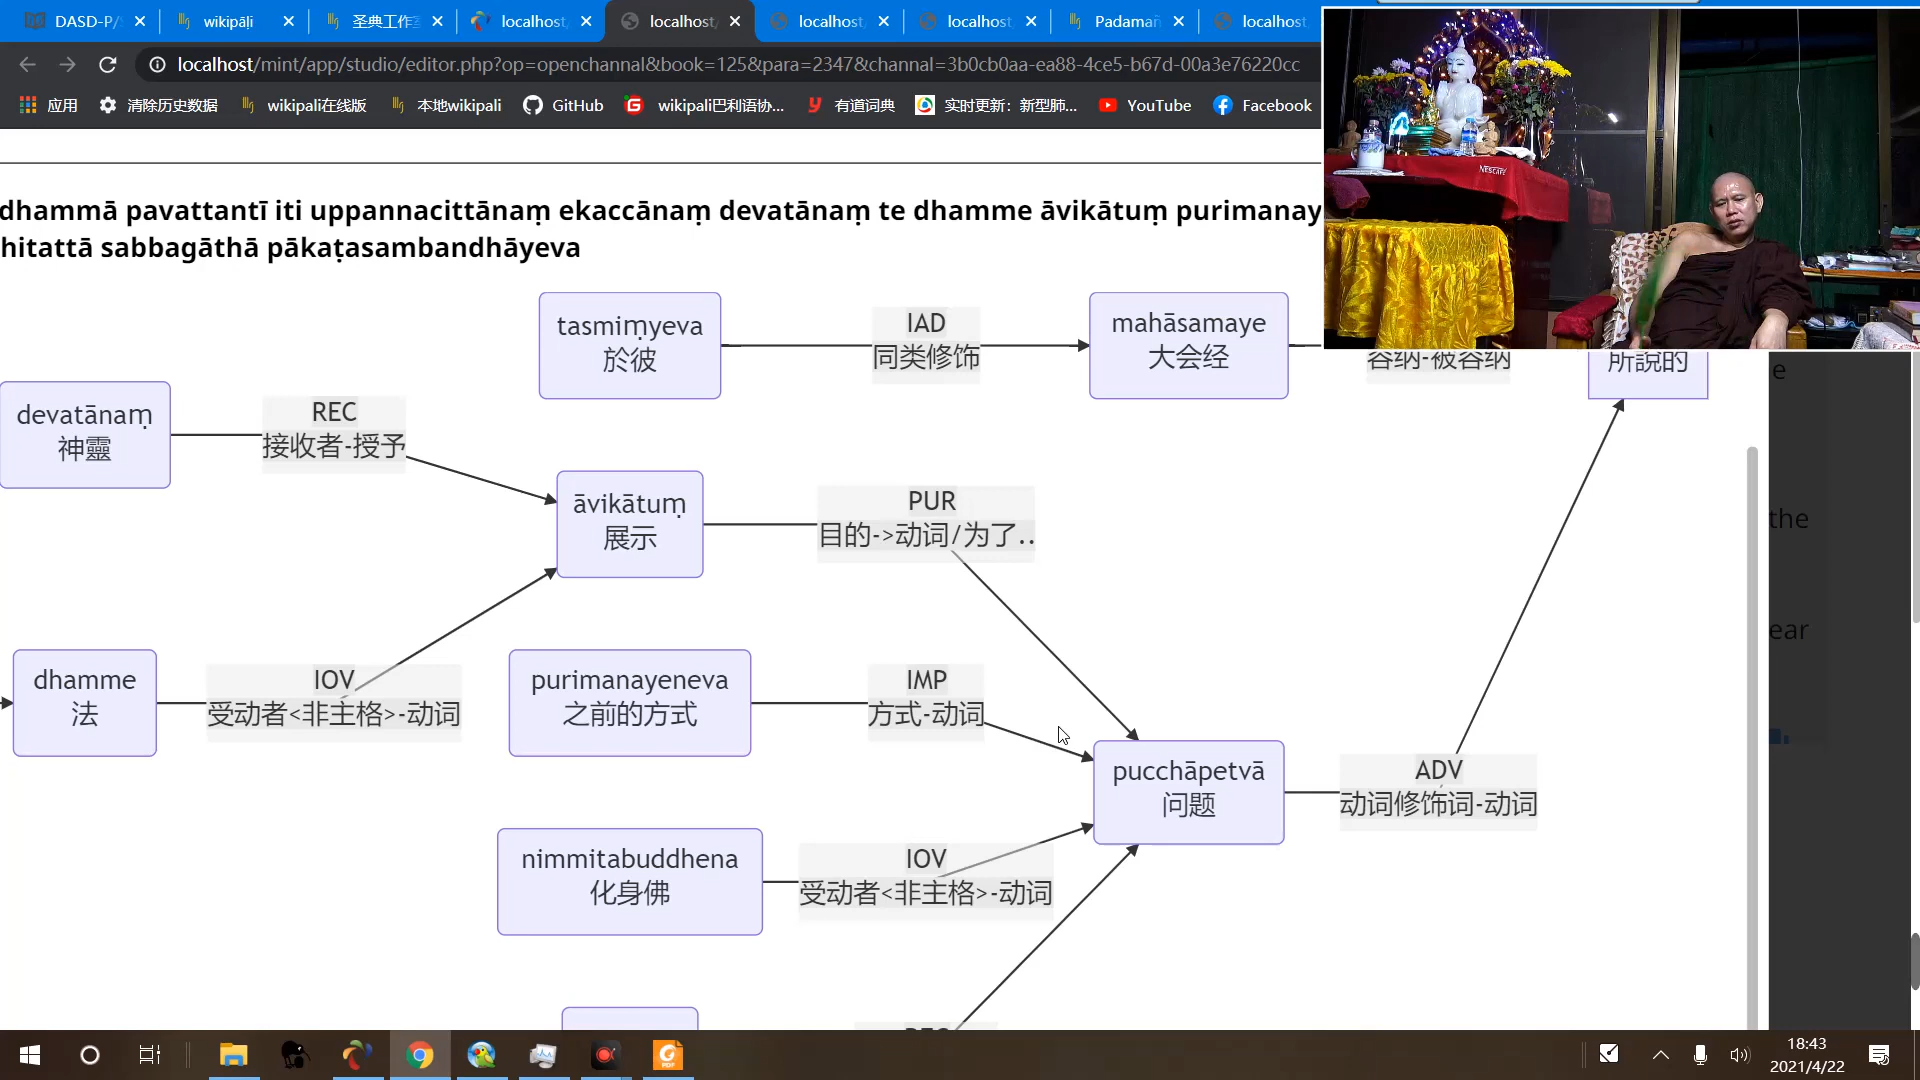 DASD-P/
wikipāḷi
圣典工作
localhost
localhost
localhost
localhost
Padamañ
localhost
localhost/mint/app/studio/editor.php?op=openchannal&book=125&para=2347&channal=3b0cb0aa-ea88-4ce5-b67d-00a3e76220cc
应用
清除历史数据
wikipali在线版
本地wikipali
GitHub
wikipali巴利语协...
有道词典
实时更新：新型肺...
YouTube
Facebook
dhammā pavattantī iti uppannacittānaṃ ekaccānaṃ devatānaṃ te dhamme āvikātuṃ purimanay
hitattā sabbagāthā pākaṭasambandhāyeva
NESCAFÉ
tasmiṃyeva
於彼
IAD
同类修饰
mahāsamaye
大会经
容纳-被容纳
所説的
devatānaṃ
神靈
REC
接收者-授予
āvikātuṃ
展示
PUR
目的->动词/为了..
dhamme
法
IOV
受动者<非主格>-动词
purimanayeneva
之前的方式
IMP
方式-动词
pucchāpetvā
问题
ADV
动词修饰词-动词
nimmitabuddhena
化身佛
IOV
受动者<非主格>-动词
e
the
ear
18:43
2021/4/22